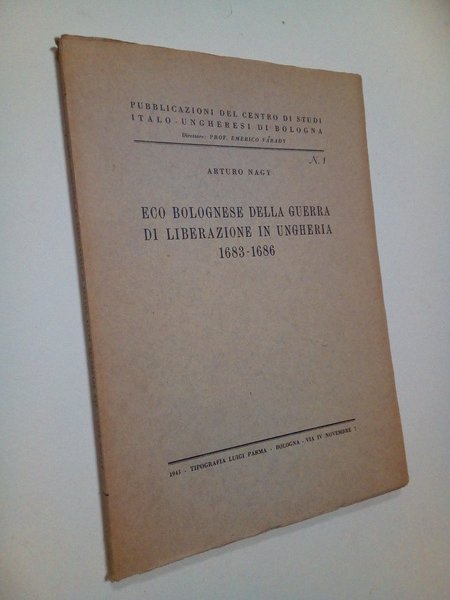 PUBBLICAZIONI DEL CENTRO DI STUDI
ITALO-UNGHERESI DI BOLOGNA
Direttore: PROF. EMERICO VÁRADY
N. 1
ARTURO NAGY
ECO BOLOGNESE DELLA GUERRA
DI LIBERAZIONE IN UNGHERIA
1683-1686
TIPOGRAFIA LUIGI PARMA - BOLOGNA - VIA IV NOVEMBRE 7